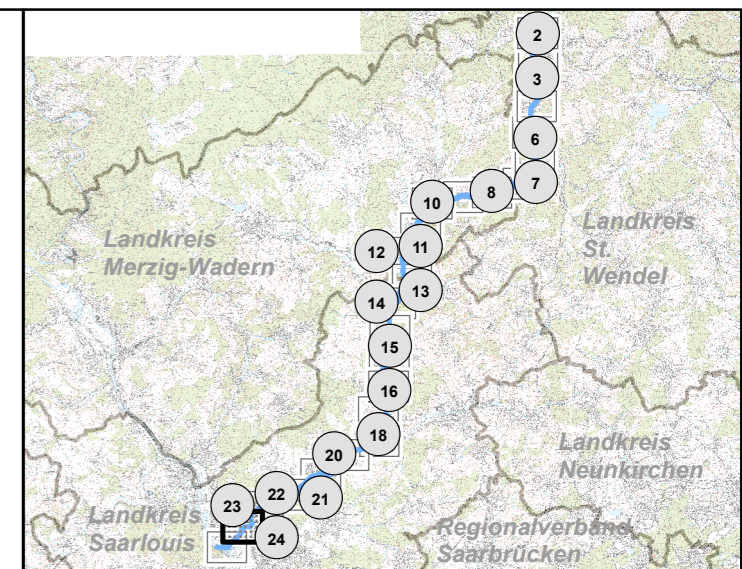 2
3
6
7
8
10
11
12
13
14
15
16
18
20
21
22
23
24
Landkreis
Merzig-Wadern
Landkreis
St.
Wendel
Landkreis
Neunkirchen
Landkreis
Saarlouis
Regionalverband
Saarbrücken